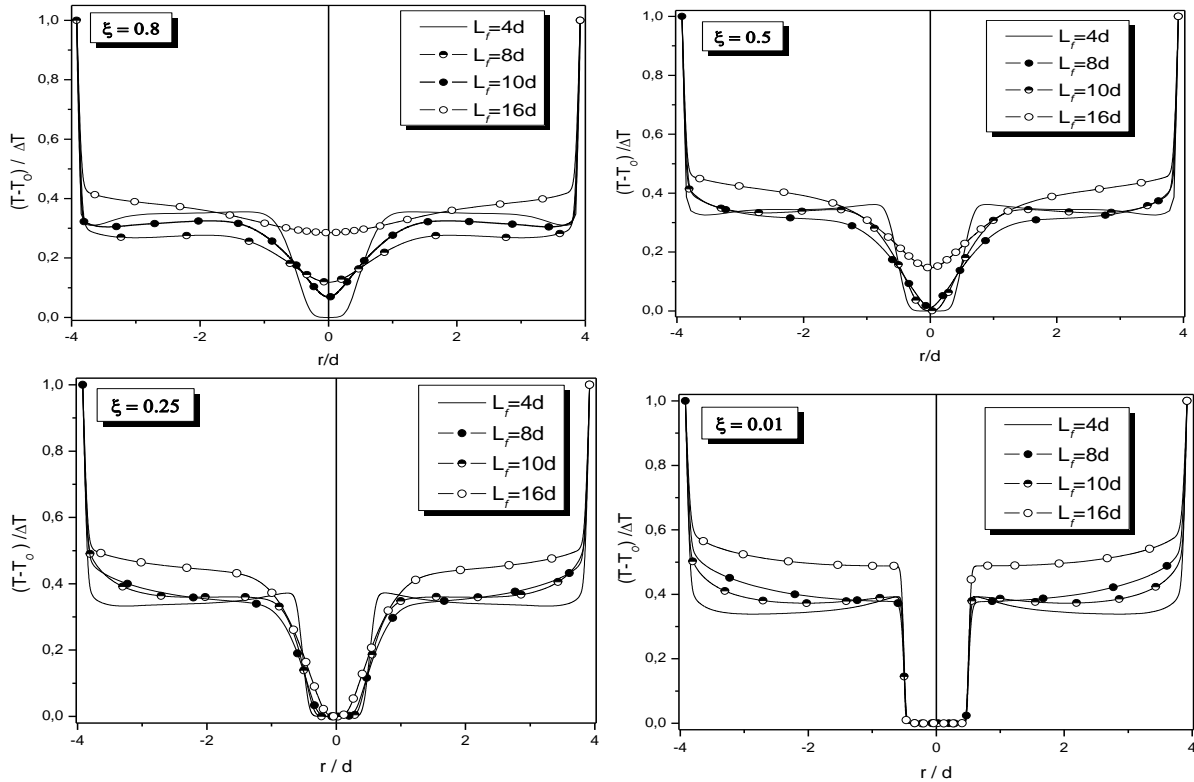 ξ = 0.8
L_f=4d
L_f=8d
L_f=10d
L_f=16d
1,0
0,8
0,6
0,4
0,2
0,0
(T-T_0) / ΔT
-4
-2
0
2
4
r/d
ξ = 0.5
L_f=4d
L_f=8d
L_f=10d
L_f=16d
1,0
0,8
0,6
0,4
0,2
0,0
(T-T_0) /ΔT
-4
-2
0
2
4
r/d
ξ = 0.25
L_f=4d
L_f=8d
L_f=10d
L_f=16d
1,0
0,8
0,6
0,4
0,2
0,0
(T-T_0) /ΔT
-4
-2
0
2
4
r / d
ξ = 0.01
L_f=4d
L_f=8d
L_f=10d
L_f=16d
1,0
0,8
0,6
0,4
0,2
0,0
(T-T_0) /ΔT
-4
-2
0
2
4
r / d